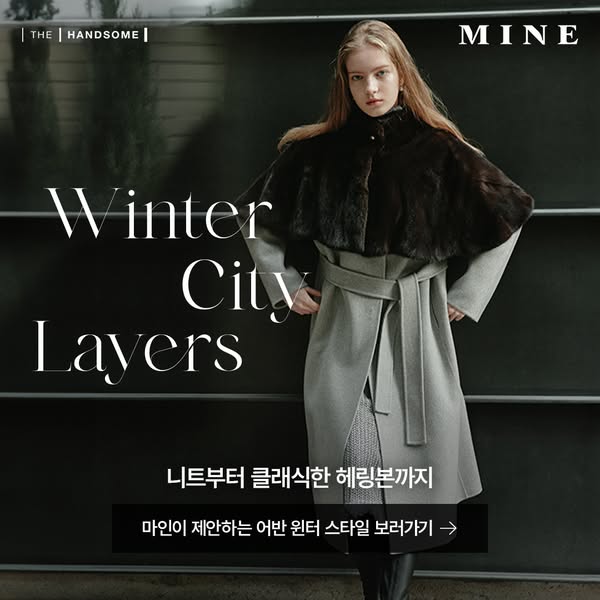 THE HANDSOME
MINE
Winter
City
Layers
니트부터 클래식한 헤링본까지
마인이 제안하는 어반 윈터 스타일 보러가기 →